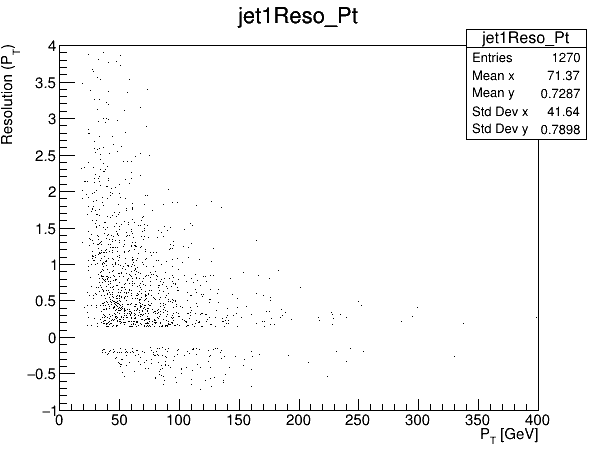 jet1Reso_Pt
jet1Reso_Pt
Entries 1270
Mean x 71.37
Mean y 0.7287
Std Dev x 41.64
Std Dev y 0.7898
Resolution (P_T)
4
3.5
3
2.5
2
1.5
1
0.5
0
−0.5
−1
0 50 100 150 200 250 300 350 400
P_T [GeV]